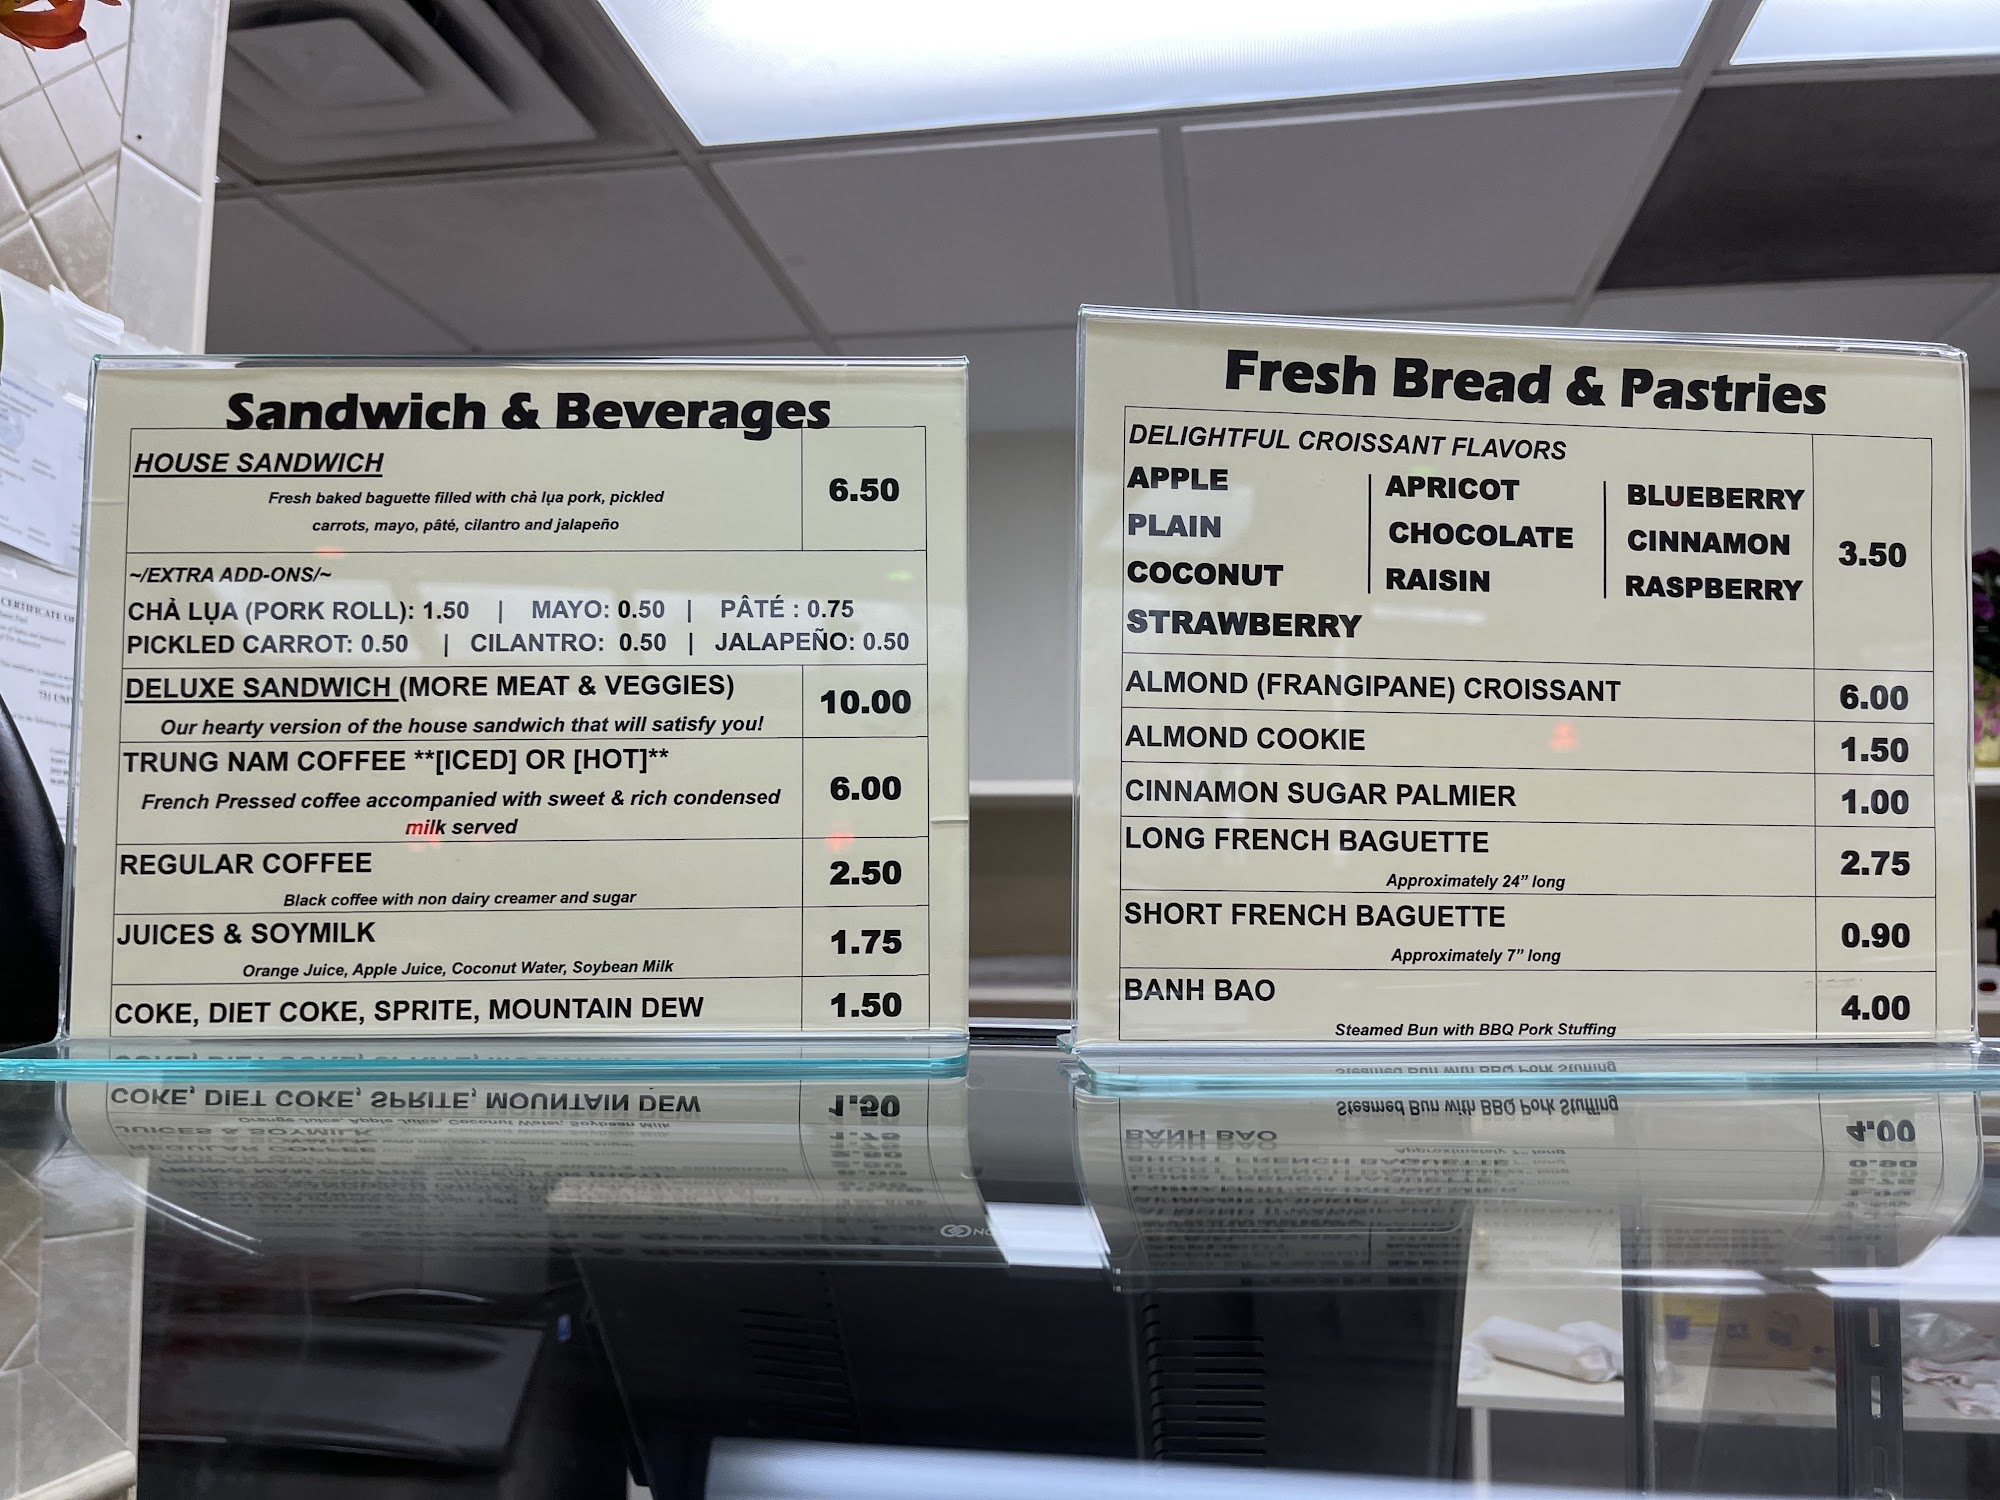 Sandwich & Beverages
HOUSE SANDWICH
Fresh baked baguette filled with chả lụa pork, pickled
carrots, mayo, pâté, cilantro and jalapeño
6.50
~/EXTRA ADD-ONS/~
CHẢ LỤA (PORK ROLL): 1.50 | MAYO: 0.50 | PÂTÉ : 0.75
PICKLED CARROT: 0.50 | CILANTRO: 0.50 | JALAPEÑO: 0.50
DELUXE SANDWICH (MORE MEAT & VEGGIES)
Our hearty version of the house sandwich that will satisfy you!
10.00
TRUNG NAM COFFEE **[ICED] OR [HOT]**
French Pressed coffee accompanied with sweet & rich condensed
milk served
6.00
REGULAR COFFEE
Black coffee with non dairy creamer and sugar
2.50
JUICES & SOYMILK
Orange Juice, Apple Juice, Coconut Water, Soybean Milk
1.75
COKE, DIET COKE, SPRITE, MOUNTAIN DEW 1.50
Fresh Bread & Pastries
DELIGHTFUL CROISSANT FLAVORS
APPLE | APRICOT | BLUEBERRY
PLAIN | CHOCOLATE | CINNAMON
COCONUT | RAISIN | RASPBERRY
STRAWBERRY
3.50
ALMOND (FRANGIPANE) CROISSANT 6.00
ALMOND COOKIE 1.50
CINNAMON SUGAR PALMIER 1.00
LONG FRENCH BAGUETTE
Approximately 24” long
2.75
SHORT FRENCH BAGUETTE
Approximately 7” long
0.90
BANH BAO
Steamed Bun with BBQ Pork Stuffing
4.00